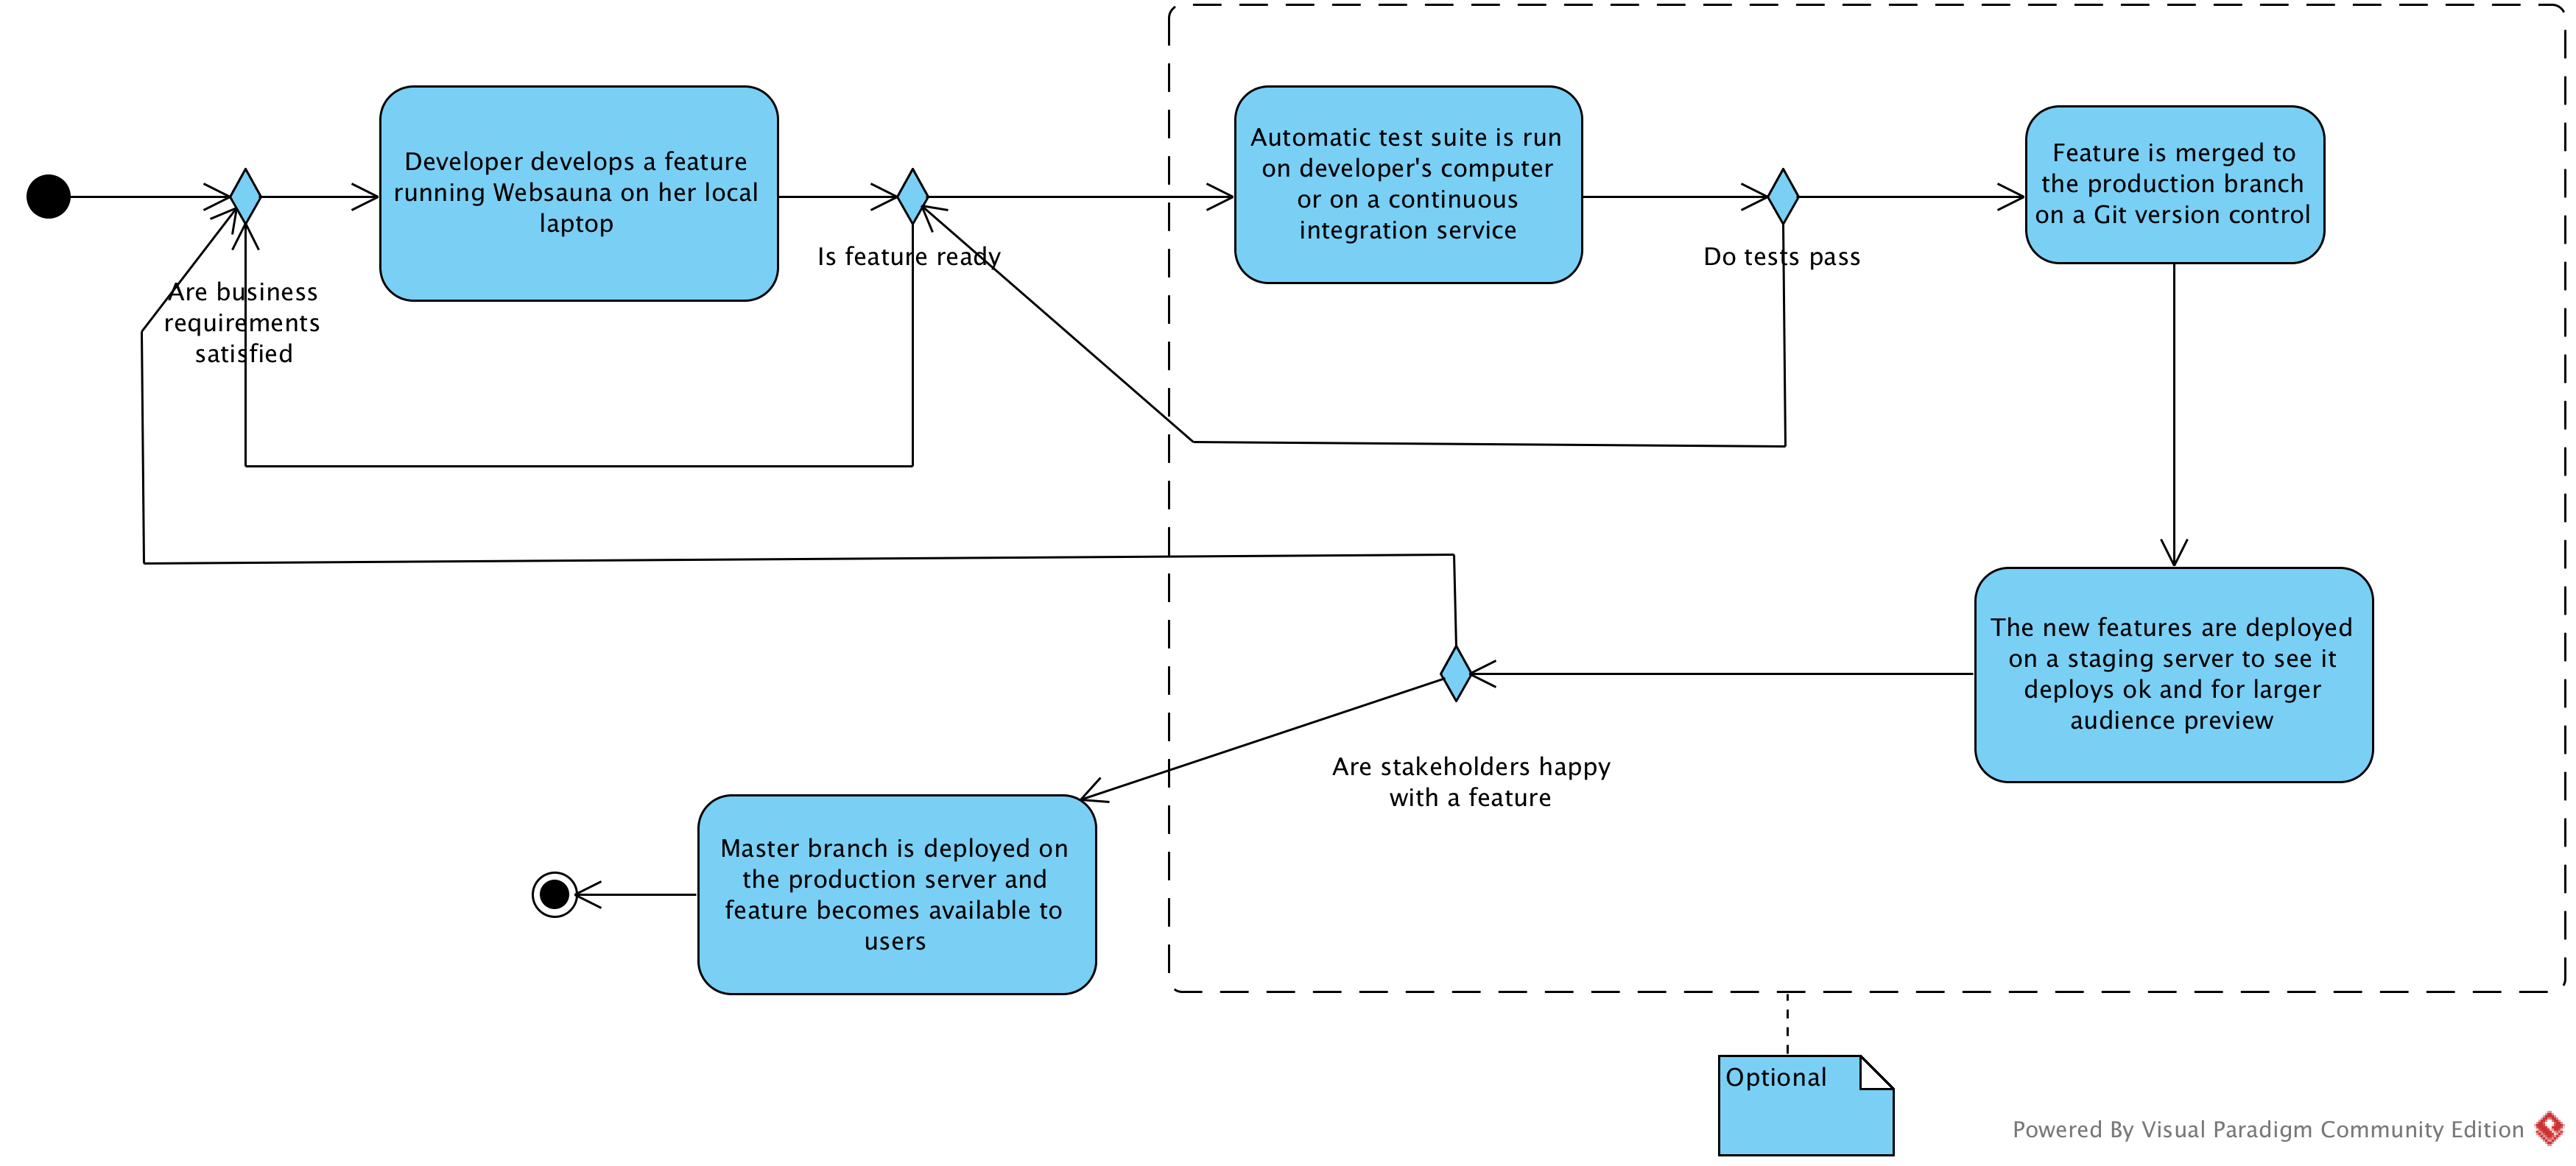 Developer develops a feature
running Websauna on her local
laptop
Automatic test suite is run
on developer's computer
or on a continuous
integration service
Feature is merged to
the production branch
on a Git version control
Is feature ready
Do tests pass
Are business
requirements
satisfied
The new features are deployed
on a staging server to see it
deploys ok and for larger
audience preview
Are stakeholders happy
with a feature
Master branch is deployed on
the production server and
feature becomes available to
users
Optional
Powered By Visual Paradigm Community Edition